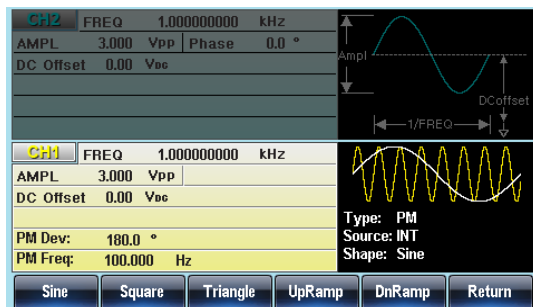 CH2 FREQ 1.000000000 kHz
AMPL 3.000 Vpp Phase 0.0 °
DC Offset 0.00 VDC
Ampl
DCoffset
1/FREQ
CH1 FREQ 1.000000000 kHz
AMPL 3.000 Vpp
DC Offset 0.00 VDC
PM Dev: 180.0 °
PM Freq: 100.000 Hz
Type: PM
Source: INT
Shape: Sine
Sine Square Triangle UpRamp DnRamp Return